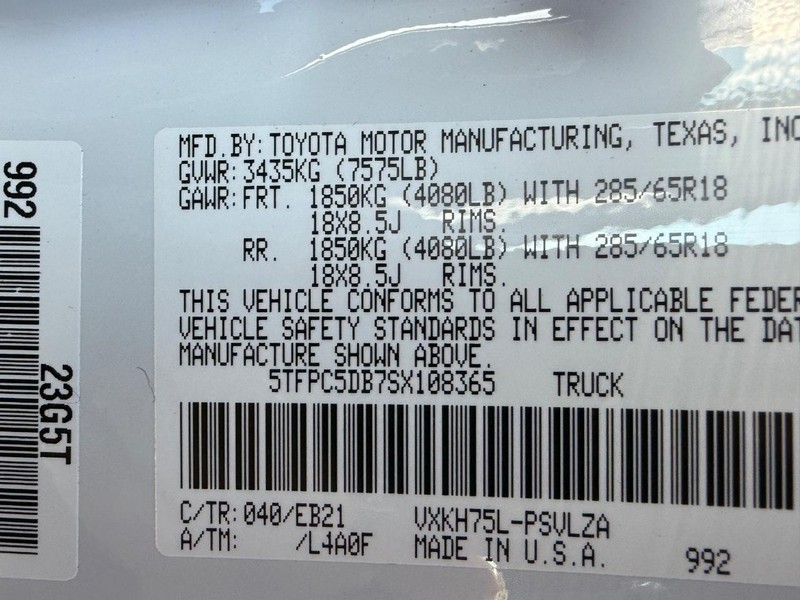 992
23G5T
MFD.BY: TOYOTA MOTOR MANUFACTURING, TEXAS, INC
GVWR: 3435KG (7575LB)
GAWR: FRT. 1850KG (4080LB) WITH 285/65R18
18X8.5J RIMS.
RR. 1850KG (4080LB) WITH 285/65R18
18X8.5J RIMS.
THIS VEHICLE CONFORMS TO ALL APPLICABLE FEDER
VEHICLE SAFETY STANDARDS IN EFFECT ON THE DAT
MANUFACTURE SHOWN ABOVE.
5TFPC5DB7SX108365 TRUCK
C/TR: 040/EB21 VXKH75L-PSVLZA
A/TM: /L4A0F MADE IN U.S.A. 992